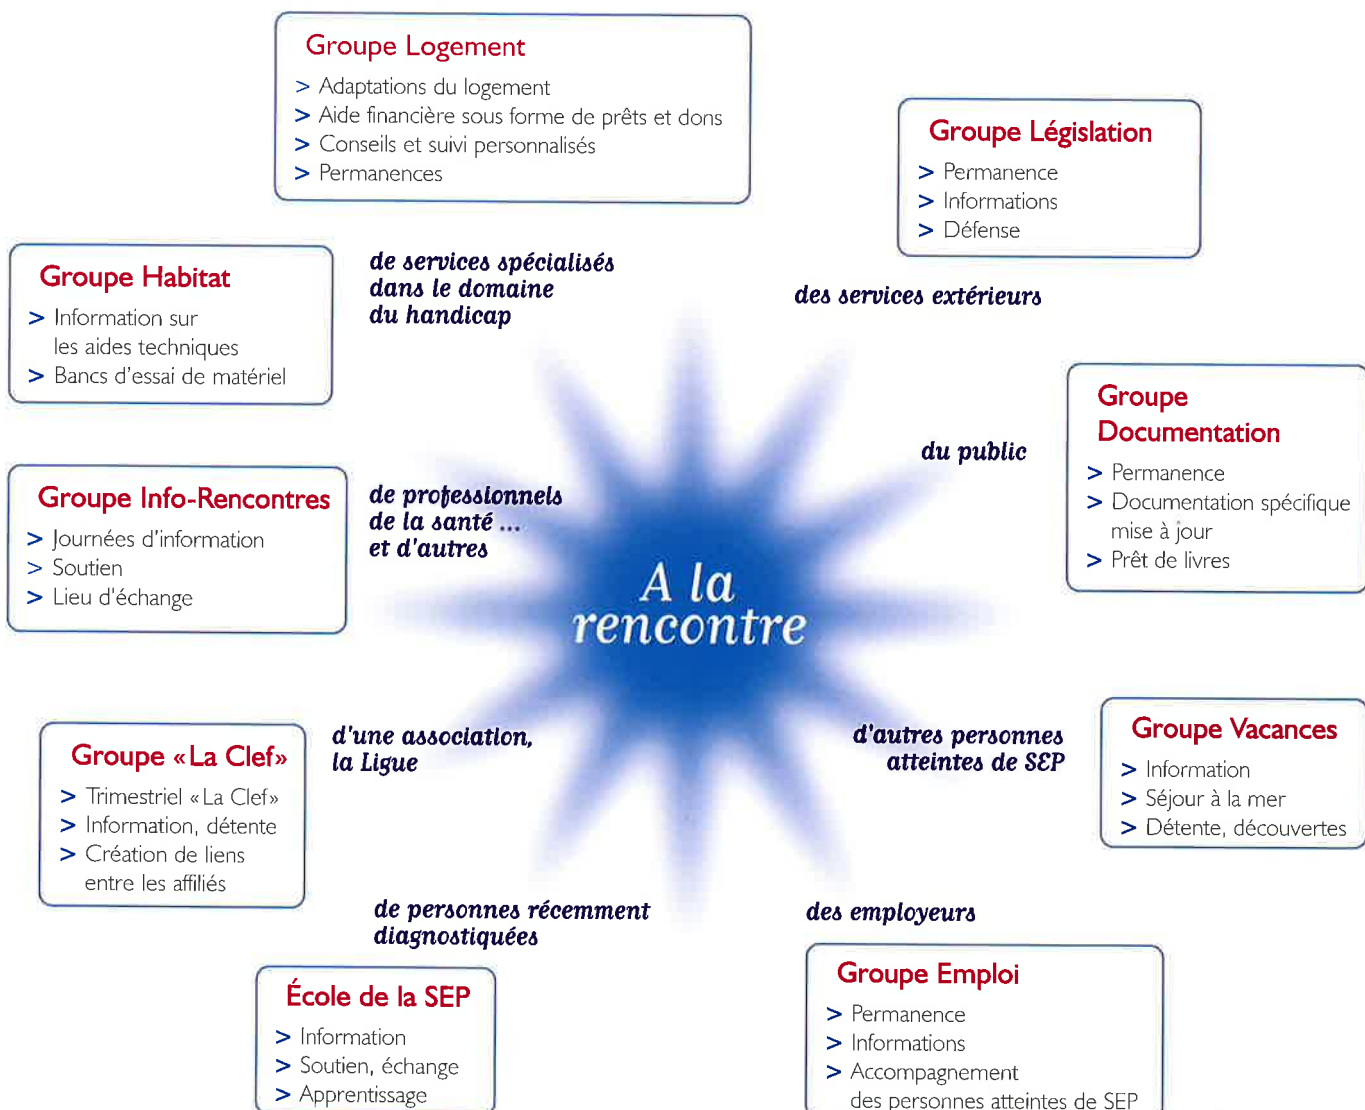 Groupe Logement
> Adaptations du logement
> Aide financière sous forme de prêts et dons
> Conseils et suivi personnalisés
> Permanences
Groupe Législation
> Permanence
> Informations
> Défense
Groupe Habitat
> Information sur
les aides techniques
> Bancs d'essai de matériel
de services spécialisés
dans le domaine
du handicap
des services extérieurs
Groupe
Documentation
> Permanence
> Documentation spécifique
mise à jour
> Prêt de livres
du public
Groupe Info-Rencontres
> Journées d'information
> Soutien
> Lieu d'échange
de professionnels
de la santé ...
et d'autres
A la
rencontre
Groupe «La Clef»
> Trimestriel «La Clef»
> Information, détente
> Création de liens
entre les affiliés
d'une association,
la Ligue
d'autres personnes
atteintes de SEP
Groupe Vacances
> Information
> Séjour à la mer
> Détente, découvertes
de personnes récemment
diagnostiquées
des employeurs
École de la SEP
> Information
> Soutien, échange
> Apprentissage
Groupe Emploi
> Permanence
> Informations
> Accompagnement
des personnes atteintes de SEP